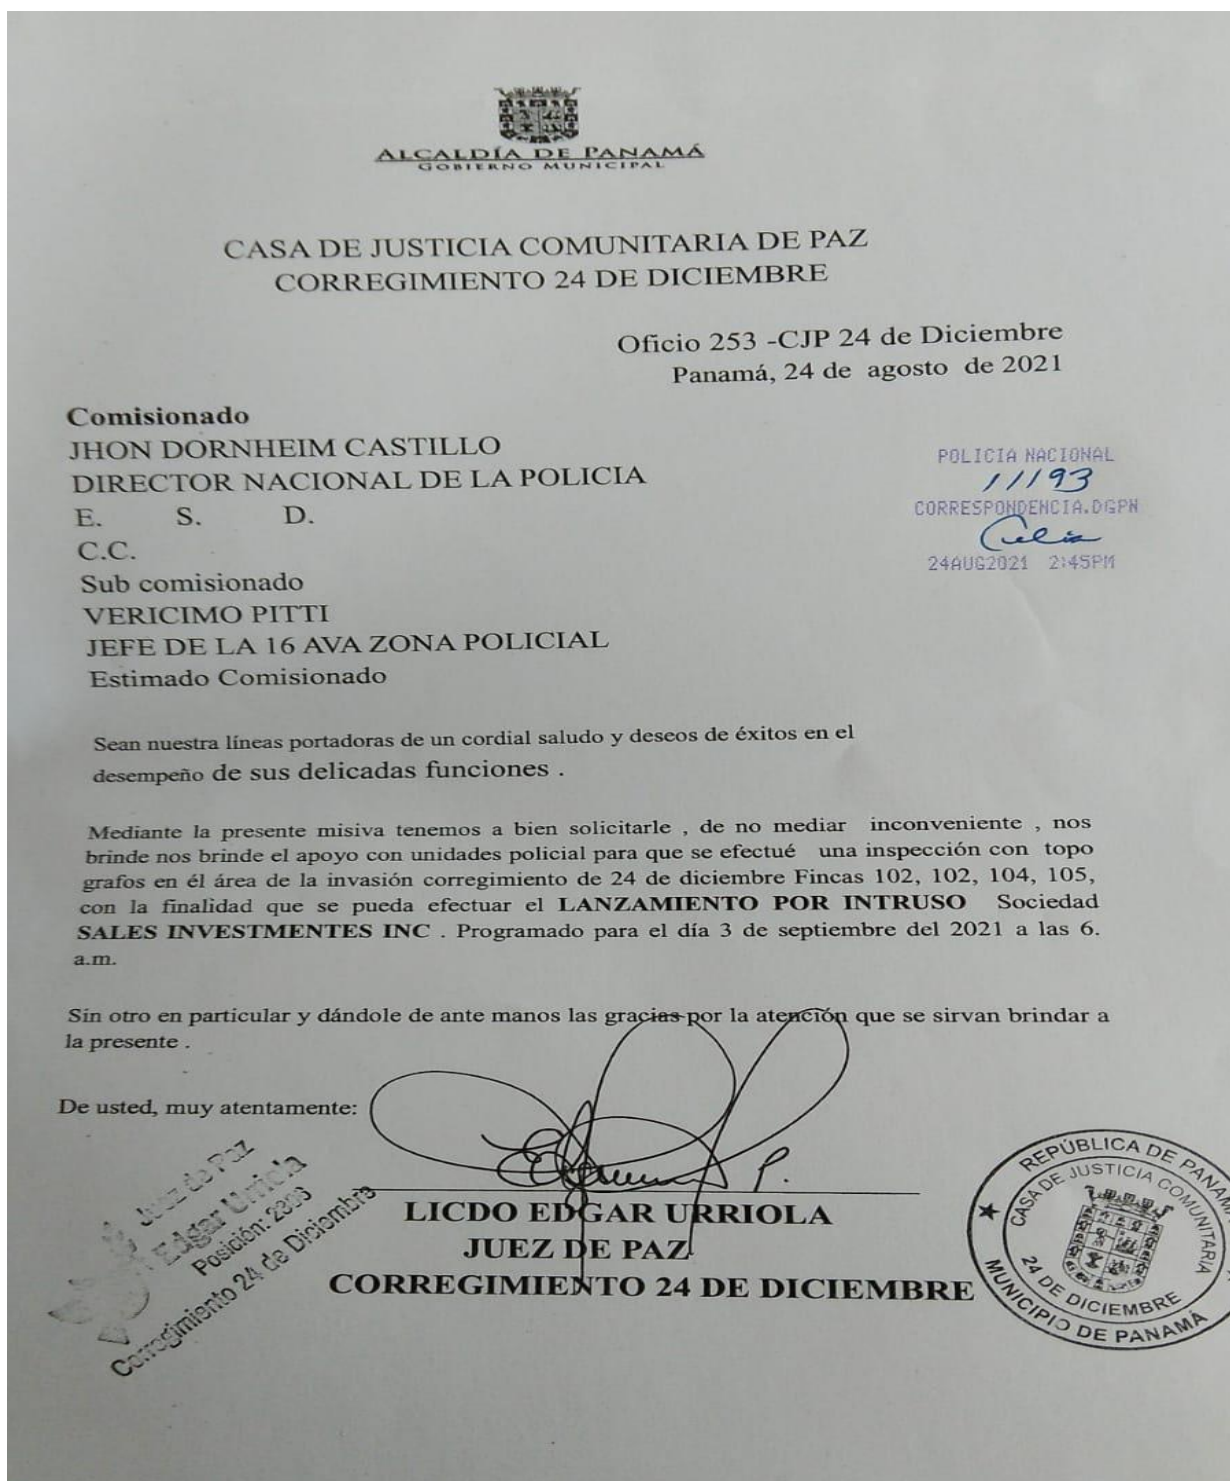 ALCALDÍA DE PANAMÁ
GOBIERNO MUNICIPAL
CASA DE JUSTICIA COMUNITARIA DE PAZ
CORREGIMIENTO 24 DE DICIEMBRE
Oficio 253 -CJP 24 de Diciembre
Panamá, 24 de agosto de 2021
Comisionado
JHON DORNHEIM CASTILLO
DIRECTOR NACIONAL DE LA POLICIA
E. S. D.
C.C.
Sub comisionado
VERICIMO PITTI
JEFE DE LA 16 AVA ZONA POLICIAL
Estimado Comisionado
POLICIA NACIONAL
11193
CORRESPONDENCIA.DGPN
24AUG2021 2:45PM
Sean nuestra líneas portadoras de un cordial saludo y deseos de éxitos en el
desempeño de sus delicadas funciones .
Mediante la presente misiva tenemos a bien solicitarle , de no mediar inconveniente , nos
brinde nos brinde el apoyo con unidades policial para que se efectué una inspección con topo
grafos en él área de la invasión corregimiento de 24 de diciembre Fincas 102, 102, 104, 105,
con la finalidad que se pueda efectuar el LANZAMIENTO POR INTRUSO Sociedad
SALES INVESTMENTES INC . Programado para el día 3 de septiembre del 2021 a las 6.
a.m.
Sin otro en particular y dándole de ante manos las gracias por la atención que se sirvan brindar a
la presente .
De usted, muy atentamente:
LICDO EDGAR URRIOLA
JUEZ DE PAZ
CORREGIMIENTO 24 DE DICIEMBRE
Juez de Paz
Edgar Urriola
Posición:
Corregimiento 24 de Diciembre
REPÚBLICA DE PANAMÁ
CASA DE JUSTICIA COMUNITARIA
24 DE DICIEMBRE
MUNICIPIO DE PANAMÁ